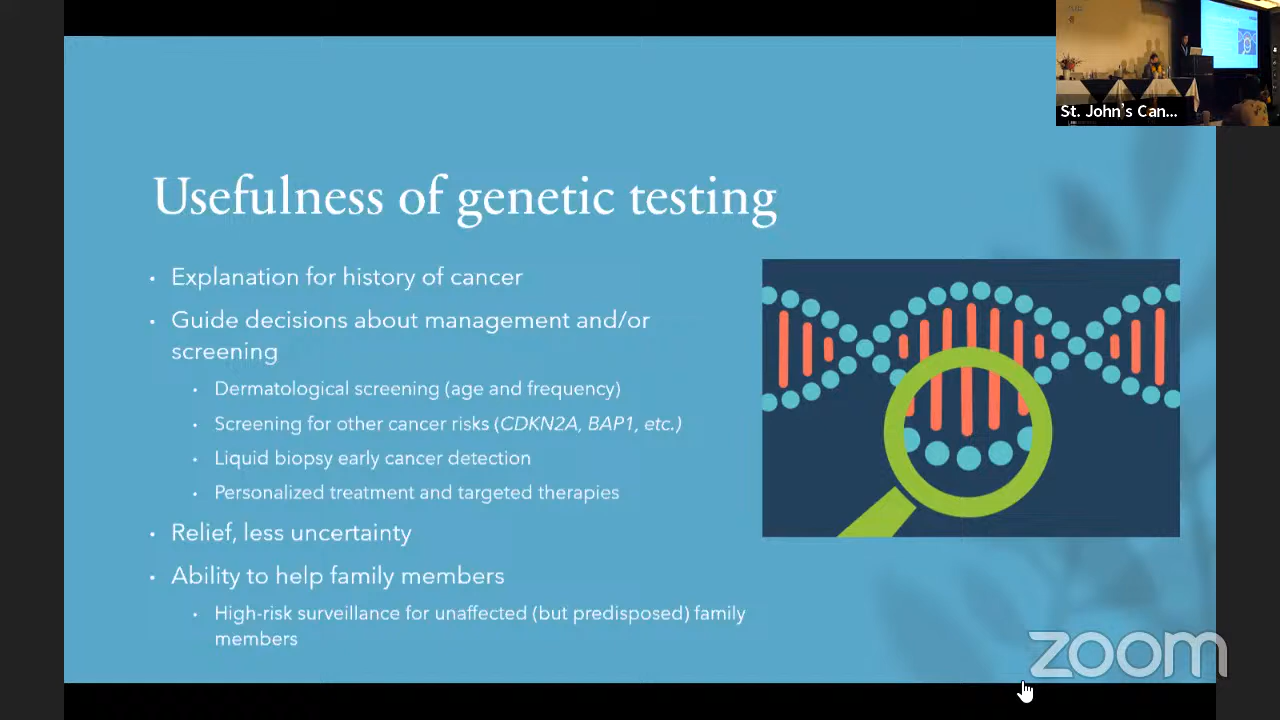 St. John's Can...
Usefulness of genetic testing
• Explanation for history of cancer
• Guide decisions about management and/or
screening
• Dermatological screening (age and frequency)
• Screening for other cancer risks (CDKN2A, BAP1, etc.)
• Liquid biopsy early cancer detection
• Personalized treatment and targeted therapies
• Relief, less uncertainty
• Ability to help family members
• High-risk surveillance for unaffected (but predisposed) family
members
zoom